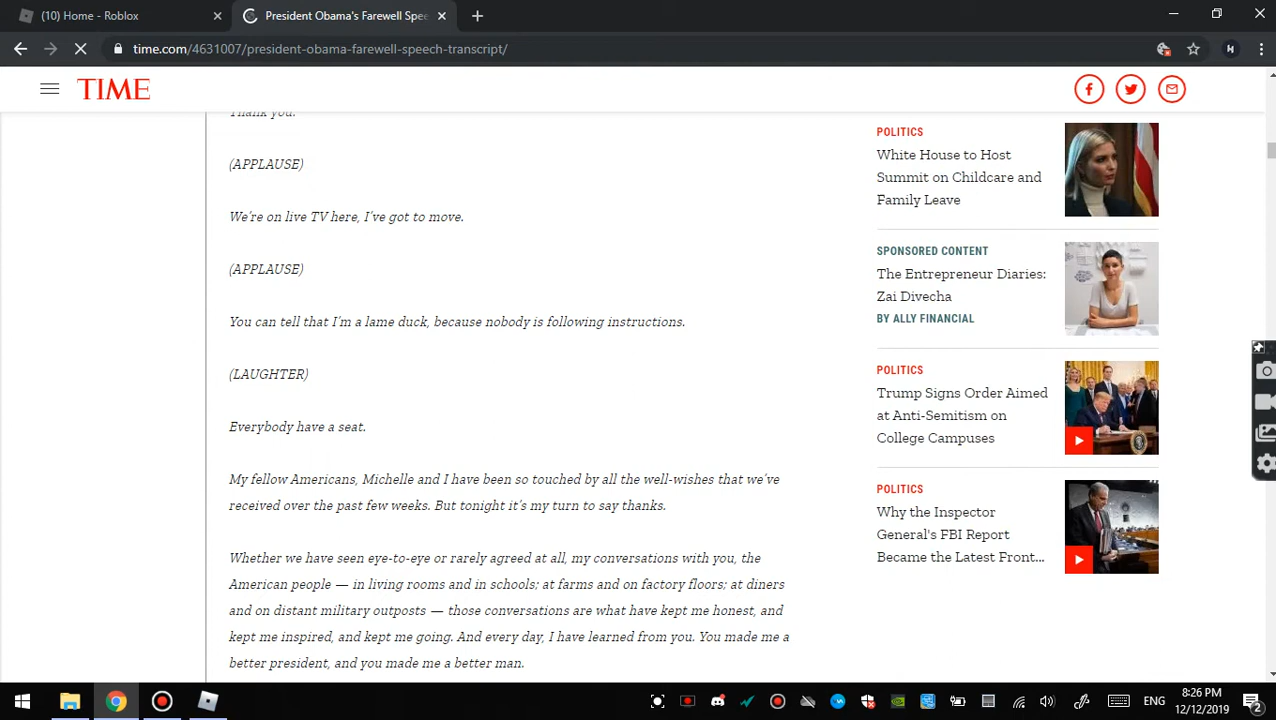 (10) Home - Roblox
President Obama's Farewell Spee
time.com/4631007/president-obama-farewell-speech-transcript/
TIME
Thank you.
(APPLAUSE)
We're on live TV here, I've got to move.
(APPLAUSE)
You can tell that I'm a lame duck, because nobody is following instructions.
(LAUGHTER)
Everybody have a seat.
My fellow Americans, Michelle and I have been so touched by all the well-wishes that we've
received over the past few weeks. But tonight it's my turn to say thanks.
Whether we have seen eye-to-eye or rarely agreed at all, my conversations with you, the
American people — in living rooms and in schools; at farms and on factory floors; at diners
and on distant military outposts — those conversations are what have kept me honest, and
kept me inspired, and kept me going. And every day, I have learned from you. You made me a
better president, and you made me a better man.
POLITICS
White House to Host
Summit on Childcare and
Family Leave
SPONSORED CONTENT
The Entrepreneur Diaries:
Zai Divecha
BY ALLY FINANCIAL
POLITICS
Trump Signs Order Aimed
at Anti-Semitism on
College Campuses
POLITICS
Why the Inspector
General's FBI Report
Became the Latest Front...
ENG
8:26 PM
12/12/2019
2